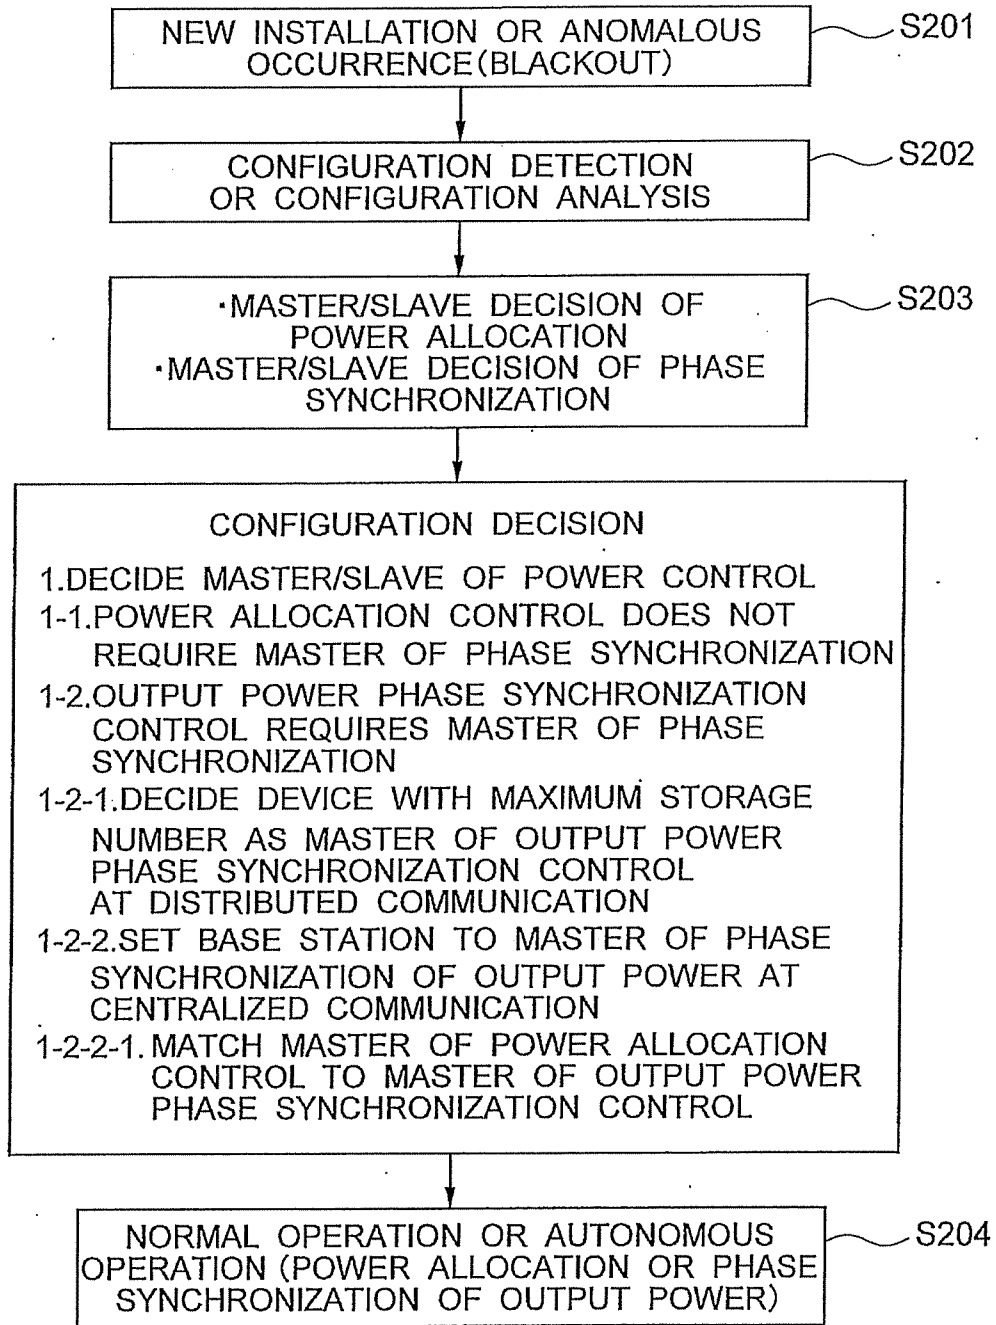 NEW INSTALLATION OR ANOMALOUS
OCCURRENCE(BLACKOUT)
S201
CONFIGURATION DETECTION
OR CONFIGURATION ANALYSIS
S202
・MASTER/SLAVE DECISION OF
POWER ALLOCATION
・MASTER/SLAVE DECISION OF PHASE
SYNCHRONIZATION
S203
CONFIGURATION DECISION
1.DECIDE MASTER/SLAVE OF POWER CONTROL
1-1.POWER ALLOCATION CONTROL DOES NOT
REQUIRE MASTER OF PHASE SYNCHRONIZATION
1-2.OUTPUT POWER PHASE SYNCHRONIZATION
CONTROL REQUIRES MASTER OF PHASE
SYNCHRONIZATION
1-2-1.DECIDE DEVICE WITH MAXIMUM STORAGE
NUMBER AS MASTER OF OUTPUT POWER
PHASE SYNCHRONIZATION CONTROL
AT DISTRIBUTED COMMUNICATION
1-2-2.SET BASE STATION TO MASTER OF PHASE
SYNCHRONIZATION OF OUTPUT POWER AT
CENTRALIZED COMMUNICATION
1-2-2-1. MATCH MASTER OF POWER ALLOCATION
CONTROL TO MASTER OF OUTPUT POWER
PHASE SYNCHRONIZATION CONTROL
NORMAL OPERATION OR AUTONOMOUS
OPERATION (POWER ALLOCATION OR PHASE
SYNCHRONIZATION OF OUTPUT POWER)
S204